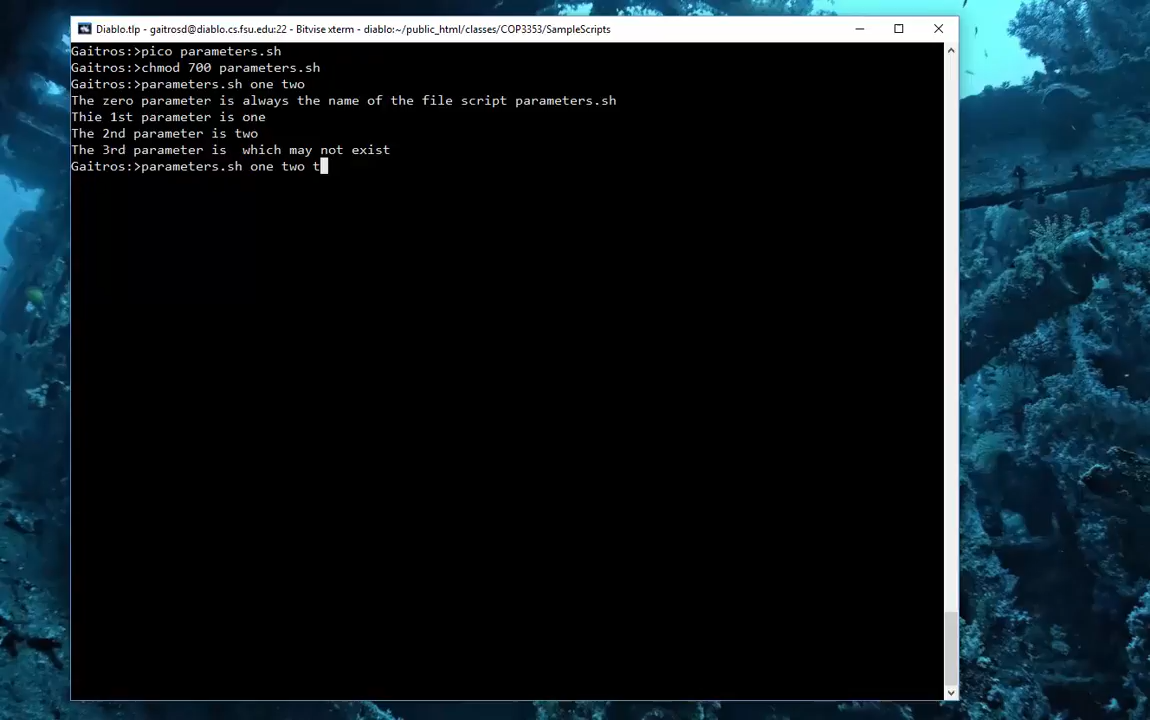 Diablo.tlp - gaitrosd@diablo.cs.fsu.edu:22 - Bitvise xterm - diablo:~/public_html/classes/COP3353/SampleScripts
Gaitros:>pico parameters.sh
Gaitros:>chmod 700 parameters.sh
Gaitros:>parameters.sh one two
The zero parameter is always the name of the file script parameters.sh
Thie 1st parameter is one
The 2nd parameter is two
The 3rd parameter is  which may not exist
Gaitros:>parameters.sh one two t